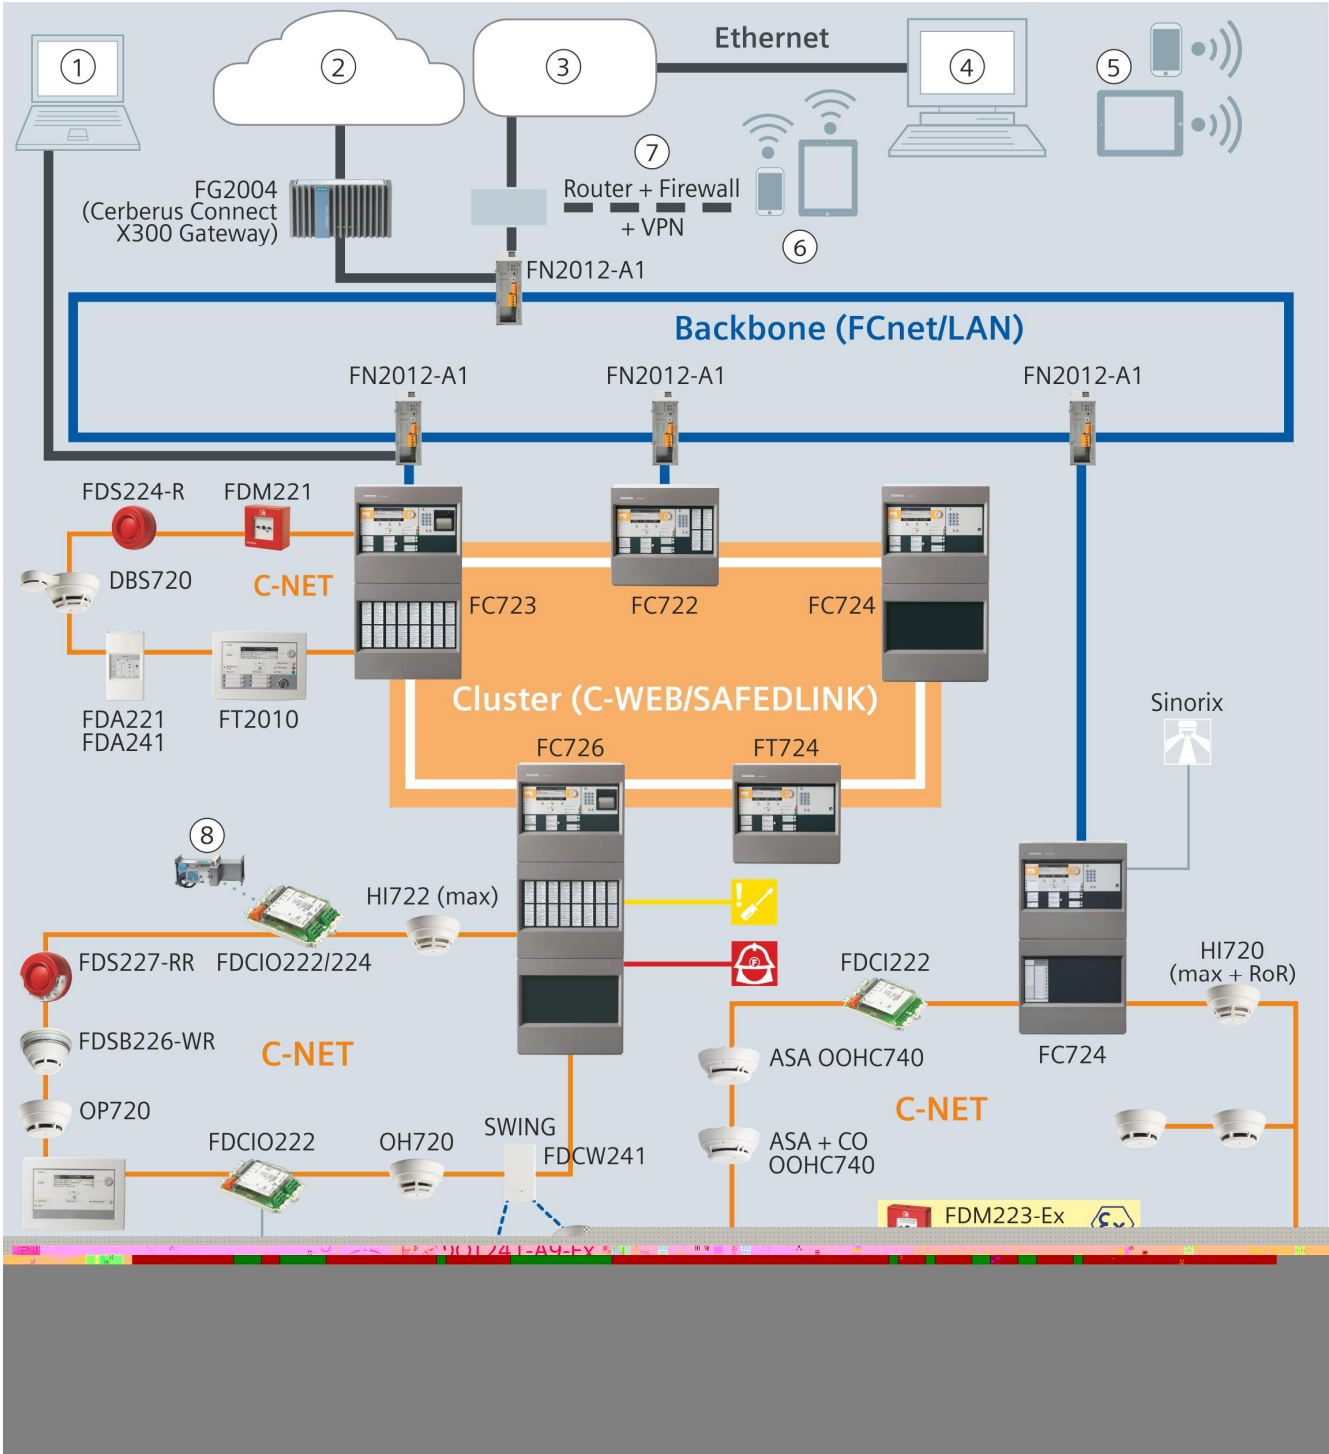 1
2
3
Ethernet
4
5
7
FG2004
(Cerberus Connect
X300 Gateway)
Router + Firewall
+ VPN
6
FN2012-A1
Backbone (FCnet/LAN)
FN2012-A1
FN2012-A1
FN2012-A1
FDS224-R
FDM221
DBS720
C-NET
FC723
FC722
FC724
FDA221
FDA241
FT2010
Cluster (C-WEB/SAFEDLINK)
Sinorix
FC726
FT724
8
HI722 (max)
FDS227-RR
FDCIO222/224
FDCI222
HI720
(max + RoR)
FDSB226-WR
C-NET
ASA OOHC740
FC724
OP720
C-NET
FDCIO222
OH720
SWING
FDCW241
ASA + CO
OOHC740
FDM223-Ex
Ex